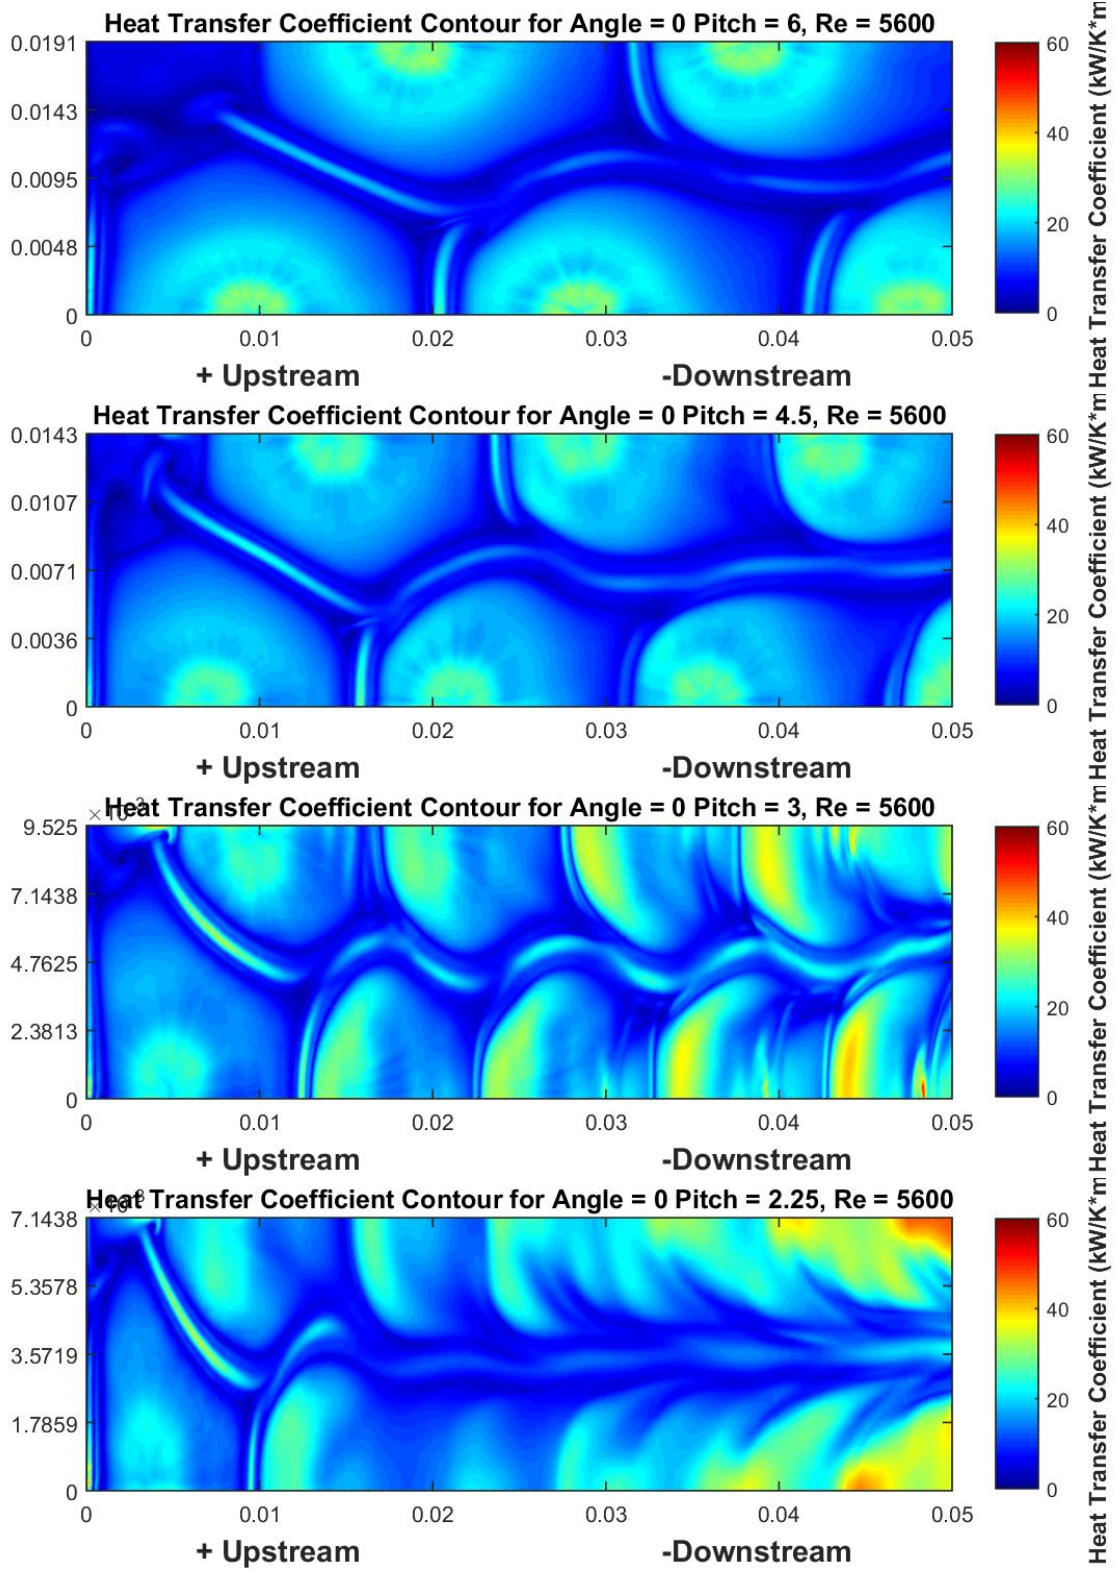 Heat Transfer Coefficient Contour for Angle = 0 Pitch = 6, Re = 5600
0.0191
0.0143
0.0095
0.0048
0
0 0.01 0.02 0.03 0.04 0.05
+ Upstream -Downstream
60
40
20
0
Heat Transfer Coefficient (kW/K*m
Heat Transfer Coefficient Contour for Angle = 0 Pitch = 4.5, Re = 5600
0.0143
0.0107
0.0071
0.0036
0
0 0.01 0.02 0.03 0.04 0.05
+ Upstream -Downstream
60
40
20
0
Heat Transfer Coefficient (kW/K*m
Heat Transfer Coefficient Contour for Angle = 0 Pitch = 3, Re = 5600
9.525
7.1438
4.7625
2.3813
0
0 0.01 0.02 0.03 0.04 0.05
+ Upstream -Downstream
60
40
20
0
Heat Transfer Coefficient (kW/K*m
Heat Transfer Coefficient Contour for Angle = 0 Pitch = 2.25, Re = 5600
7.1438
5.3578
3.5719
1.7859
0
0 0.01 0.02 0.03 0.04 0.05
+ Upstream -Downstream
60
40
20
0
Heat Transfer Coefficient (kW/K*m